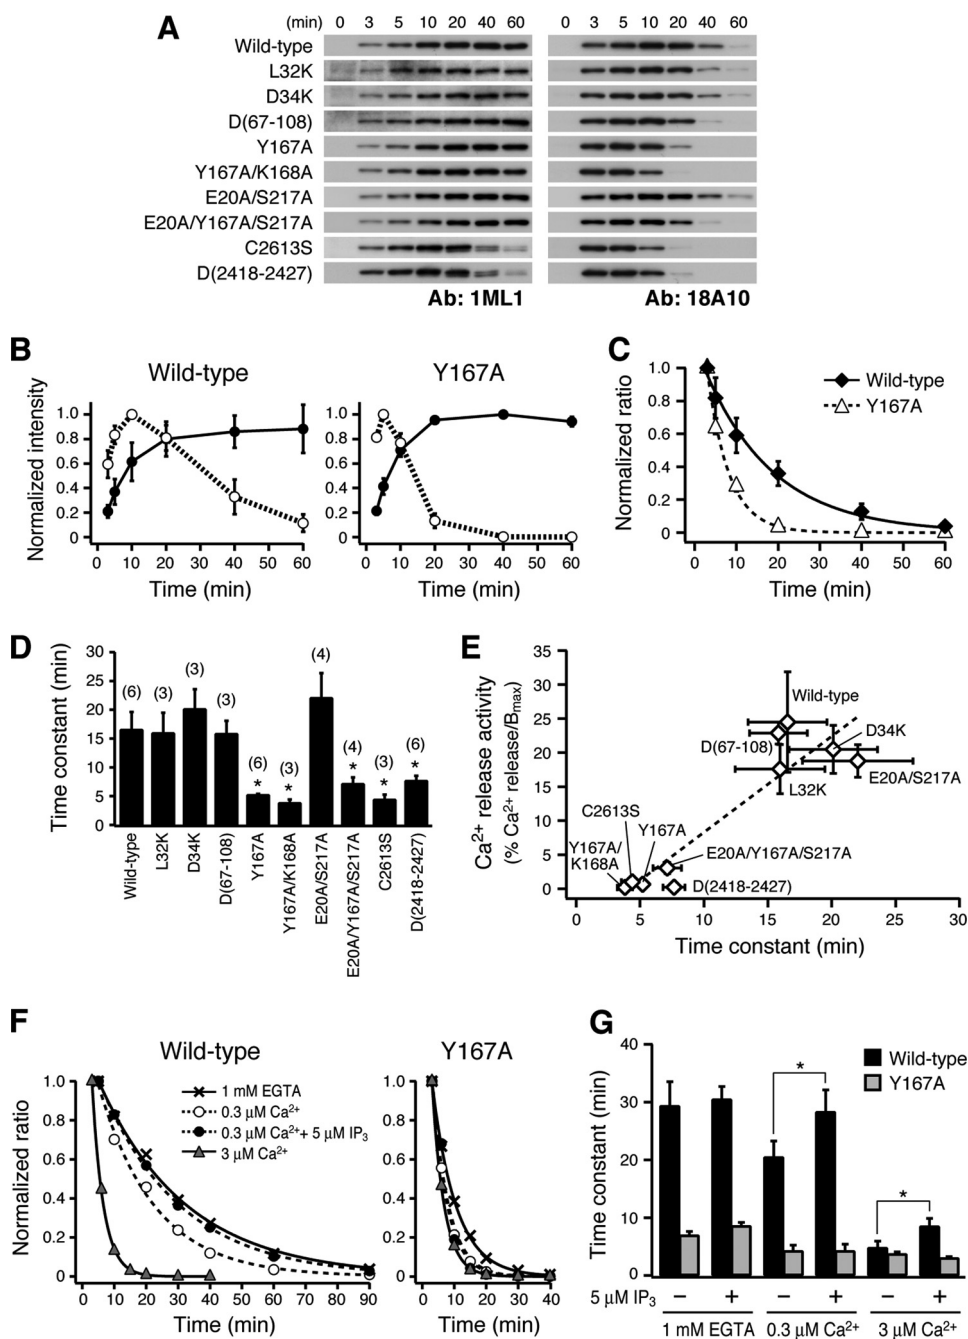 A
(min) 0 3 5 10 20 40 60 0 3 5 10 20 40 60
Wild-type
L32K
D34K
D(67-108)
Y167A
Y167A/K168A
E20A/S217A
E20A/Y167A/S217A
C2613S
D(2418-2427)
Ab: 1ML1 Ab: 18A10
B
Wild-type Y167A
Normalized intensity
1.0
0.8
0.6
0.4
0.2
0
0 10 20 30 40 50 60 0 10 20 30 40 50 60
Time (min) Time (min)
C
Normalized ratio
Wild-type
Y167A
1.0
0.8
0.6
0.4
0.2
0
0 10 20 30 40 50 60
Time (min)
D
Time constant (min)
30
25
20
15
10
5
0
(6) (3) (3) (3) (6) (3) (4) (4) (3) (6)
* * * * *
Wild-type
L32K
D34K
D(67-108)
Y167A
Y167A/K168A
E20A/S217A
E20A/Y167A/S217A
C2613S
D(2418-2427)
E
Ca2+ release activity
(% Ca2+ release/Bmax)
35
30
25
20
15
10
5
0
Wild-type
D(67-108)
D34K
E20A/S217A
L32K
C2613S
Y167A
Y167A/
K168A
E20A/Y167A/S217A
D(2418-2427)
0 5 10 15 20 25 30
Time constant (min)
F
Wild-type Y167A
Normalized ratio
1 mM EGTA
0.3 μM Ca2+
0.3 μM Ca2+ + 5 μM IP3
3 μM Ca2+
1.0 1.0
0.8 0.8
0.6 0.6
0.4 0.4
0.2 0.2
0 0
0 10 20 30 40 50 60 70 80 90 0 10 20 30 40
Time (min) Time (min)
G
Time constant (min)
Wild-type
Y167A
40
30
20
10
0
* *
5 μM IP3 − + − + − +
1 mM EGTA 0.3 μM Ca2+ 3 μM Ca2+